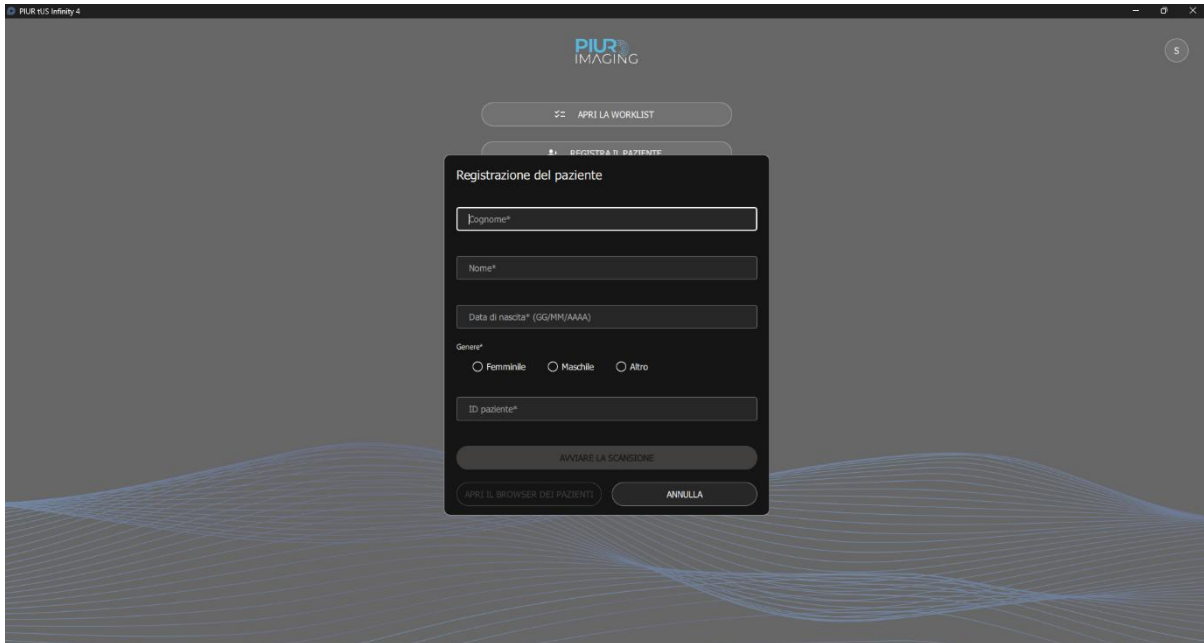 PIUR tUS Infinity 4
PIUR
IMAGING
S
APRI LA WORKLIST
REGISTRA IL PAZIENTE
Registrazione del paziente
Cognome*
Nome*
Data di nascita* (GG/MM/AAAA)
Genere*
Femminile Maschile Altro
ID paziente*
AVVIARE LA SCANSIONE
APRI IL BROWSER DEI PAZIENTI ANNULLA